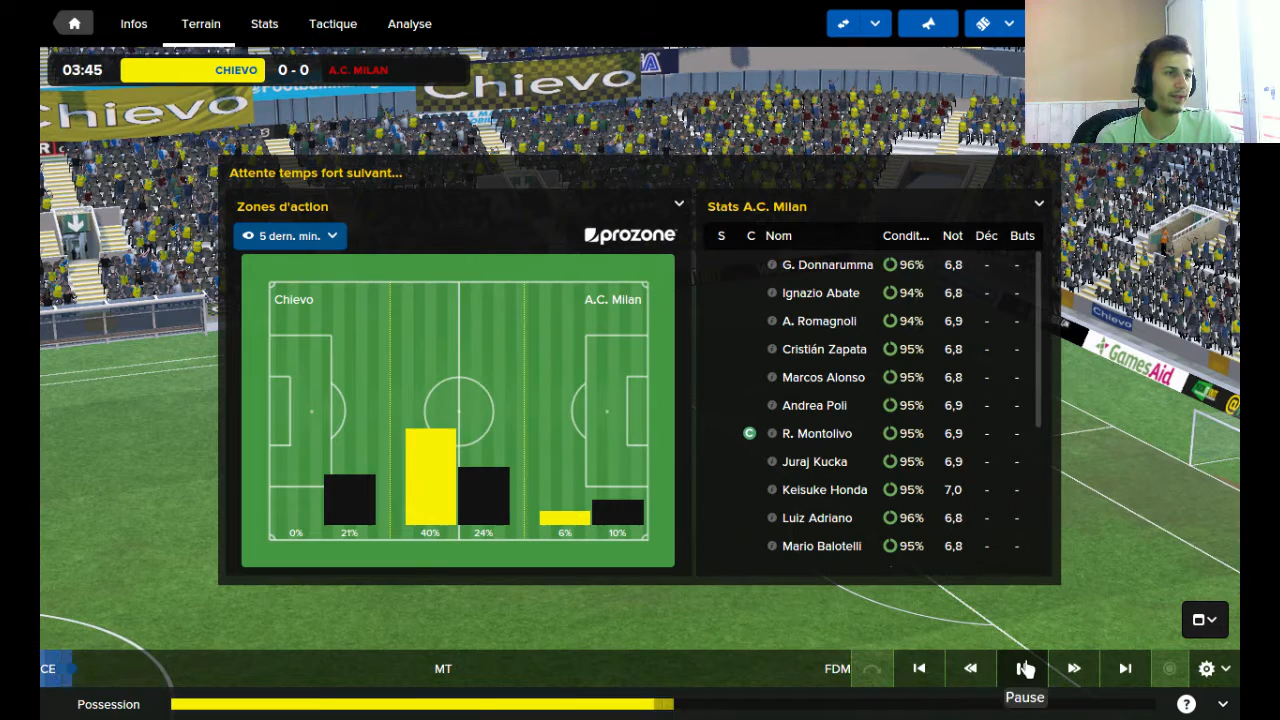 Infos Terrain Stats Tactique Analyse
03:45 CHIEVO 0 - 0 A.C. MILAN
Chievo
Chievo
Attente temps fort suivant...
Zones d'action
5 dern. min.
prozone
Chievo
A.C. Milan
0% 21% 40% 24% 6% 10%
Stats A.C. Milan
S C Nom Condit... Not Déc Buts
G. Donnarumma 96% 6,8 - -
Ignazio Abate 94% 6,8 - -
A. Romagnoli 94% 6,9 - -
Cristián Zapata 95% 6,8 - -
Marcos Alonso 95% 6,8 - -
Andrea Poli 95% 6,9 - -
C R. Montolivo 95% 6,9 - -
Juraj Kucka 95% 6,9 - -
Keisuke Honda 95% 7,0 - -
Luiz Adriano 96% 6,8 - -
Mario Balotelli 95% 6,8 - -
Chievo
GamesAid
CE MT FDM
Pause
Possession
?